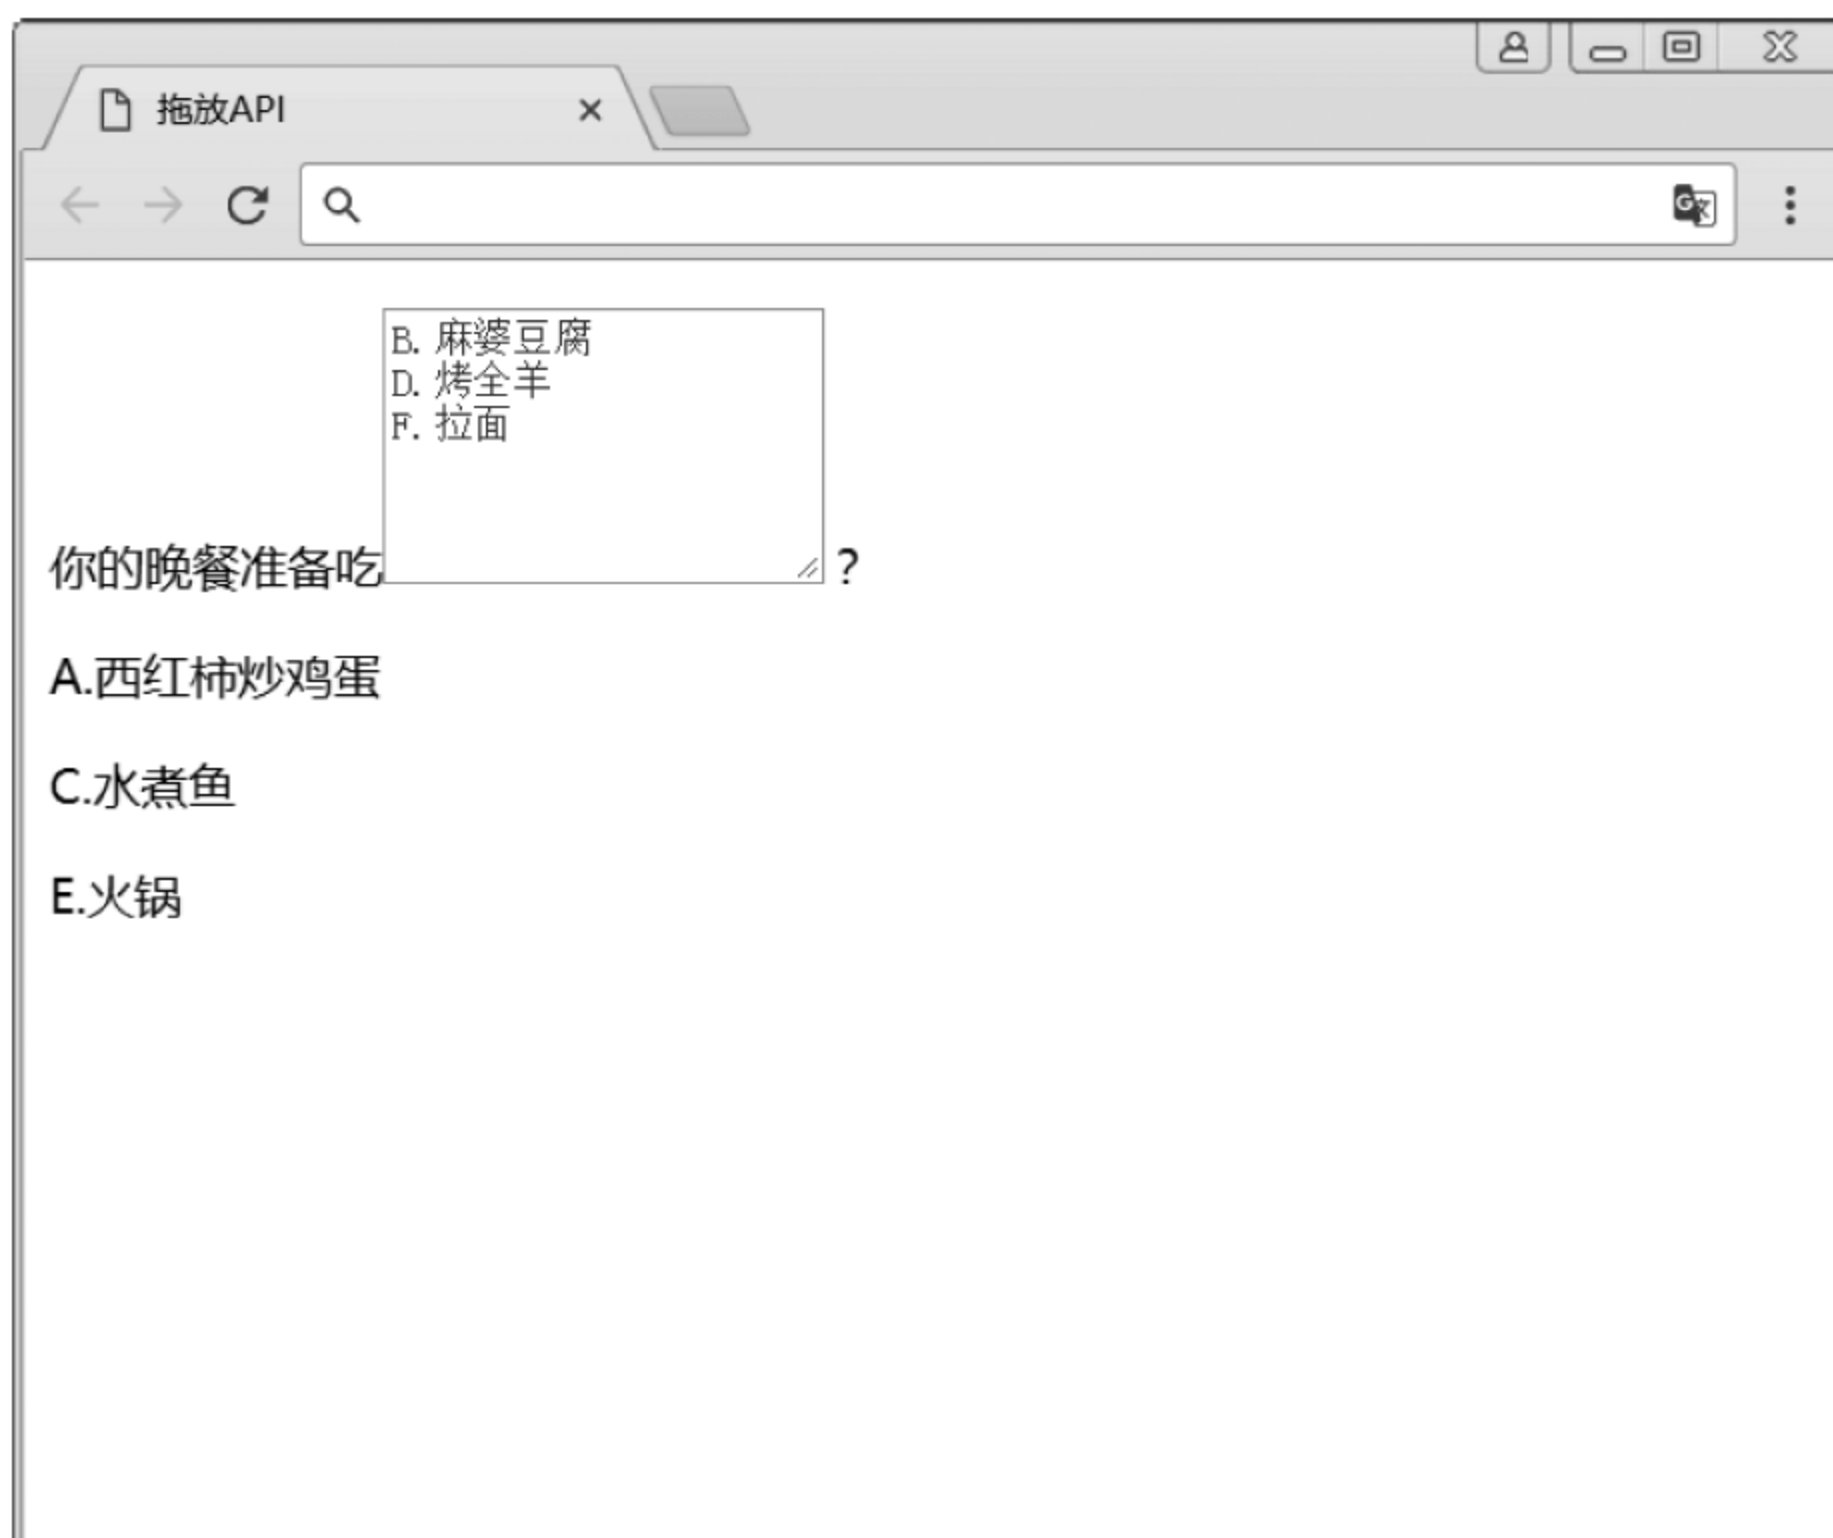 拖放API
B. 麻婆豆腐
D. 烤全羊
F. 拉面
你的晚餐准备吃?
A.西红柿炒鸡蛋
C.水煮鱼
E.火锅